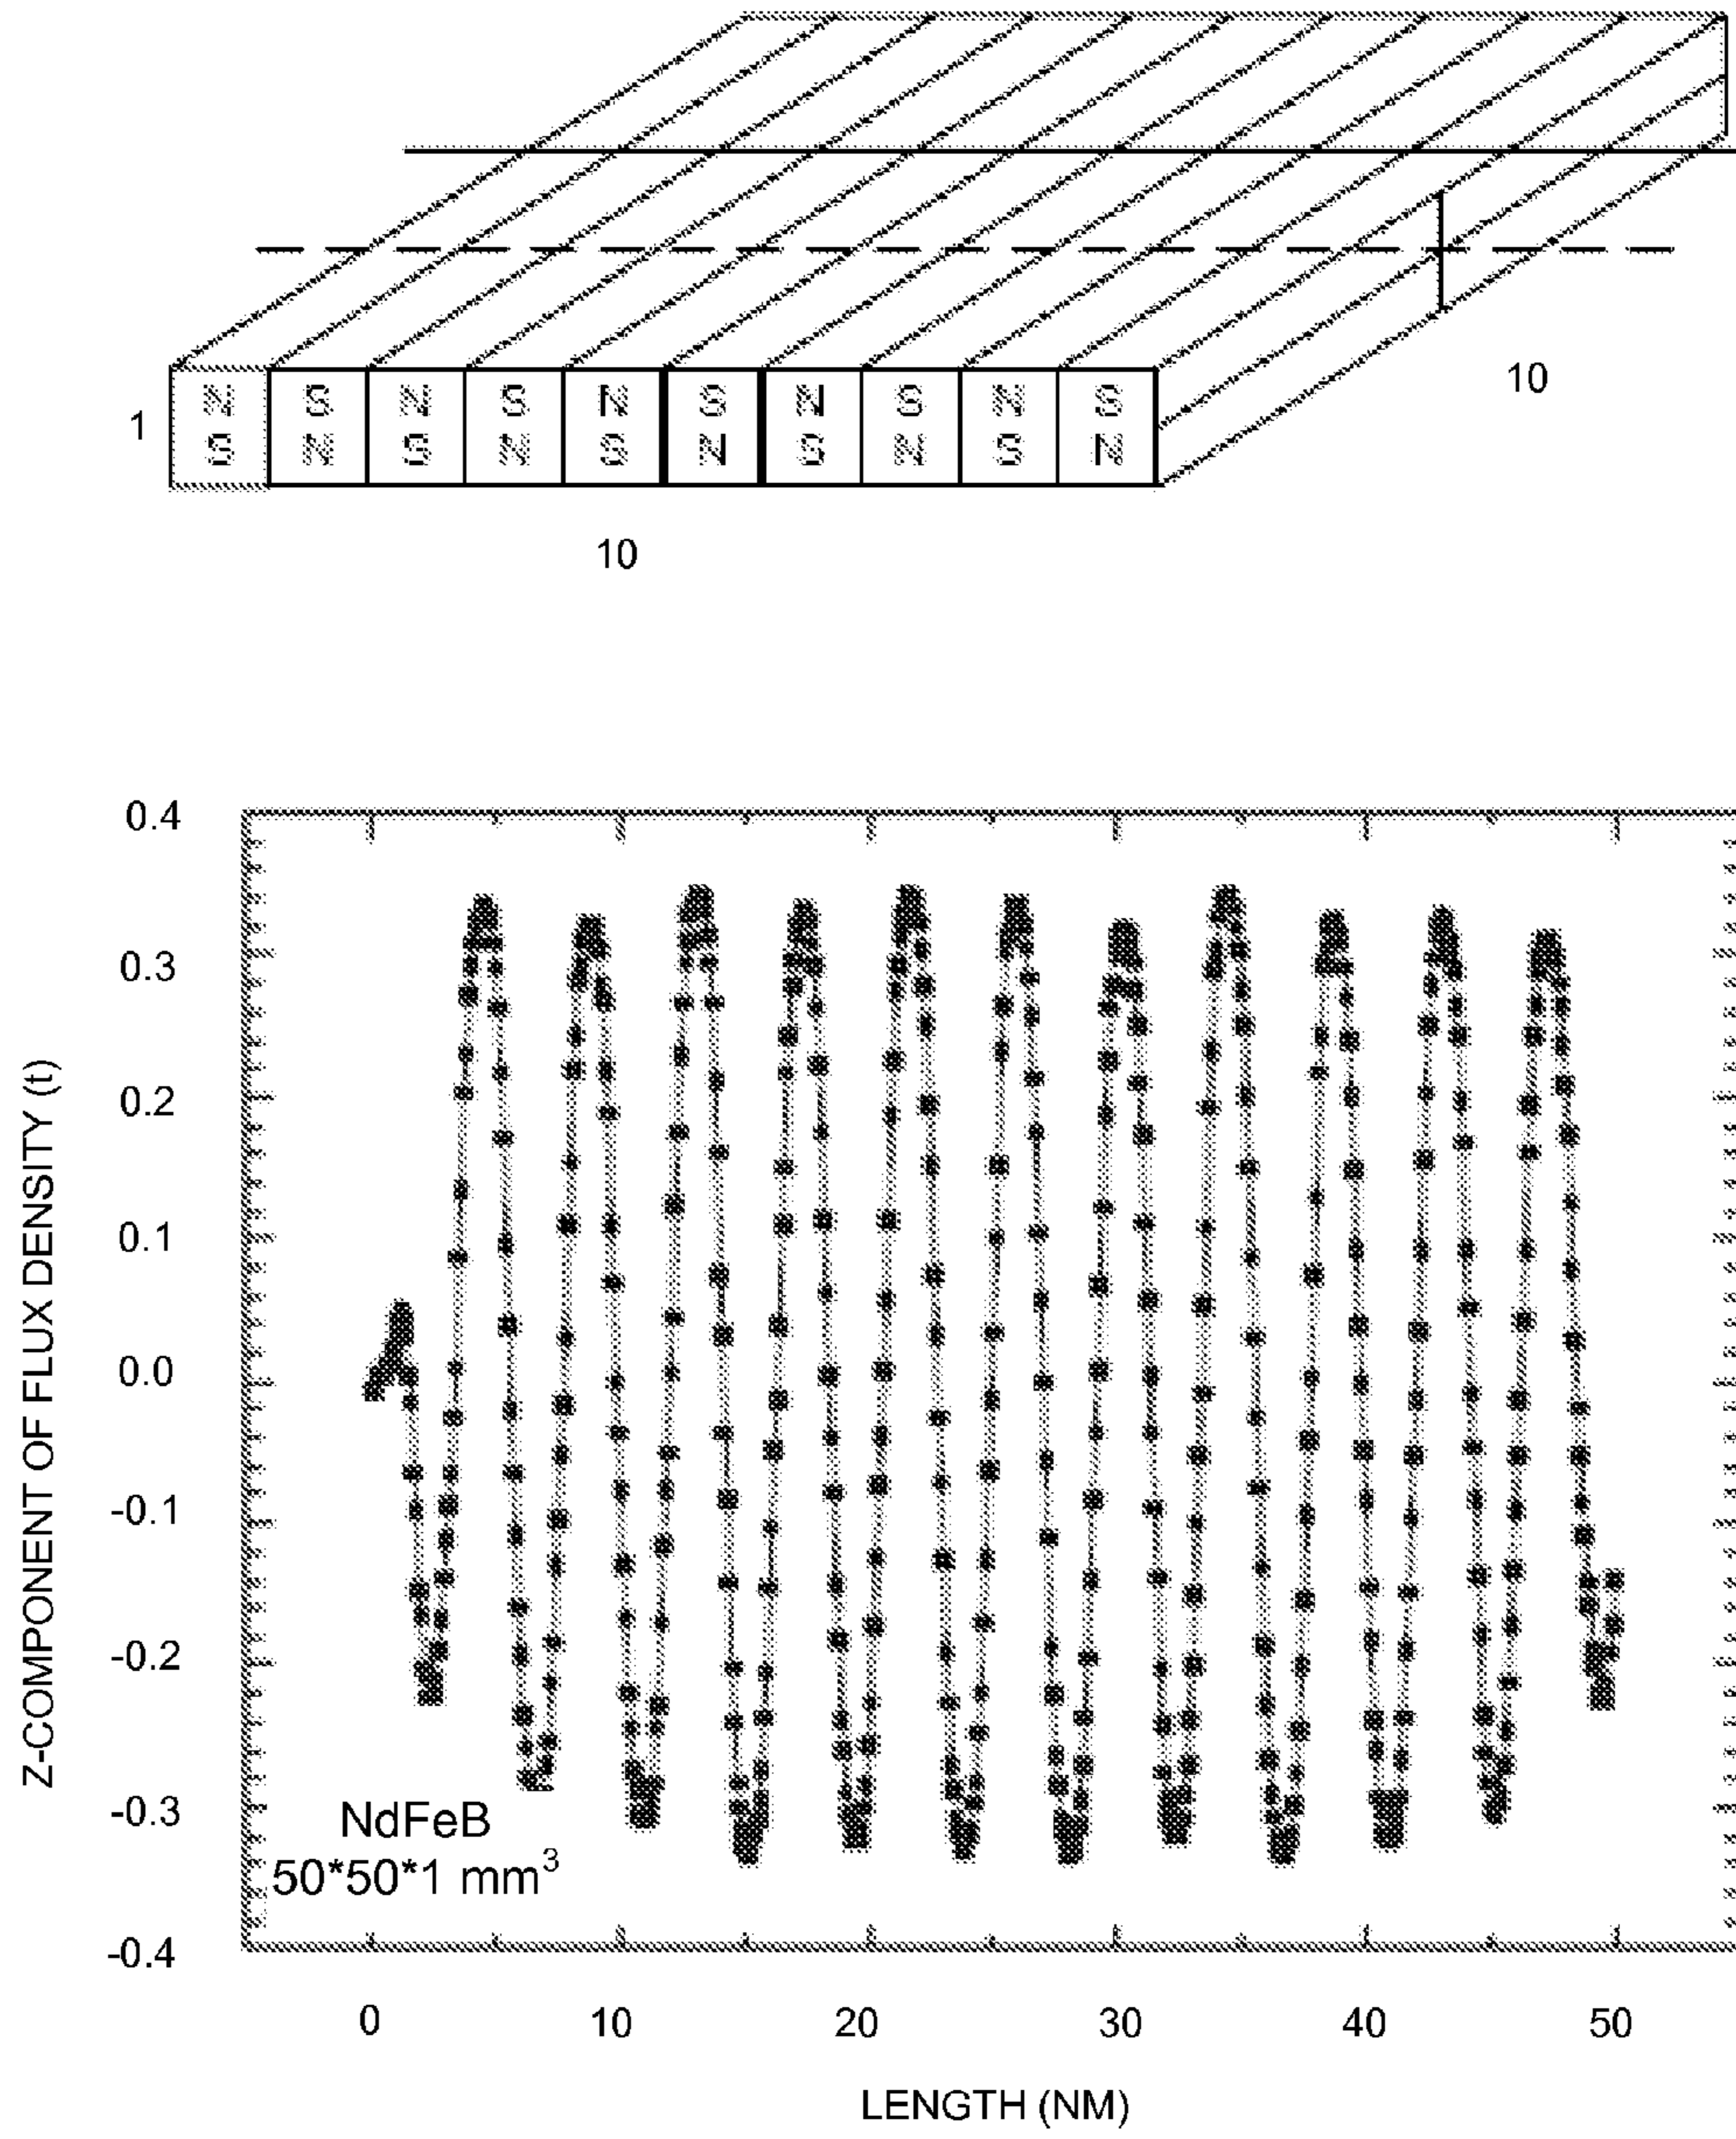 N S N S N S N S N S
1
S N S N S N S N S N
10
10
0.4
0.3
0.2
0.1
0.0
-0.1
-0.2
-0.3
-0.4
Z-COMPONENT OF FLUX DENSITY (t)
NdFeB
50*50*1 mm³
0 10 20 30 40 50
LENGTH (NM)